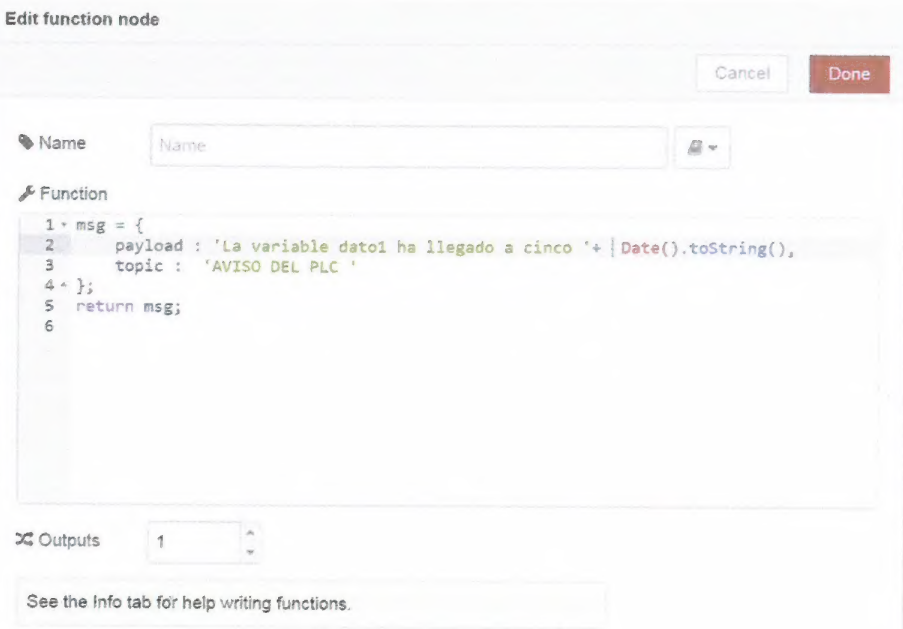 Edit function node
Cancel Done
Name Name
Function
1 msg = {
2 payload : 'La variable dato1 ha llegado a cinco '+ Date().toString(),
3 topic : 'AVISO DEL PLC '
4 };
5 return msg;
6
Outputs 1
See the Info tab for help writing functions.